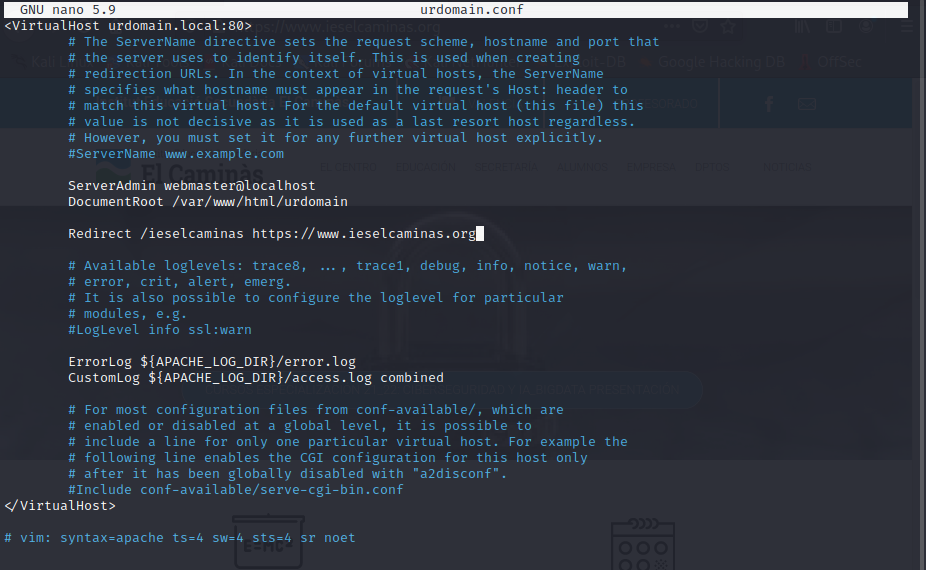 GNU nano 5.9 urdomain.conf
<VirtualHost urdomain.local:80>
# The ServerName directive sets the request scheme, hostname and port that
# the server uses to identify itself. This is used when creating
# redirection URLs. In the context of virtual hosts, the ServerName
# specifies what hostname must appear in the request's Host: header to
# match this virtual host. For the default virtual host (this file) this
# value is not decisive as it is used as a last resort host regardless.
# However, you must set it for any further virtual host explicitly.
#ServerName www.example.com
El Caminàs
ServerAdmin webmaster@localhost
DocumentRoot /var/www/html/urdomain
Redirect /ieselcaminas https://www.ieselcaminas.org
# Available loglevels: trace8, ..., trace1, debug, info, notice, warn,
# error, crit, alert, emerg.
# It is also possible to configure the loglevel for particular
# modules, e.g.
#LogLevel info ssl:warn
ErrorLog ${APACHE_LOG_DIR}/error.log
CustomLog ${APACHE_LOG_DIR}/access.log combined
# For most configuration files from conf-available/, which are
# enabled or disabled at a global level, it is possible to
# include a line for only one particular virtual host. For example the
# following line enables the CGI configuration for this host only
# after it has been globally disabled with "a2disconf".
#Include conf-available/serve-cgi-bin.conf
</VirtualHost>
# vim: syntax=apache ts=4 sw=4 sts=4 sr noet